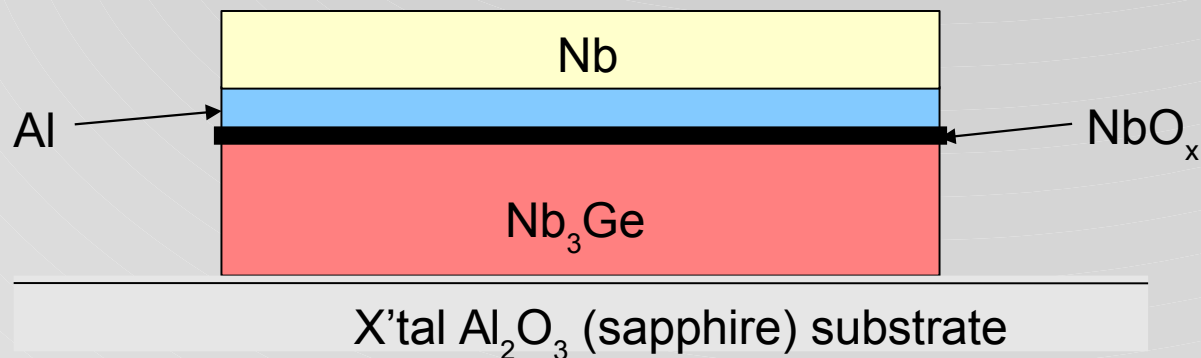 Nb
Al
NbOₓ
Nb₃Ge
X’tal Al₂O₃ (sapphire) substrate